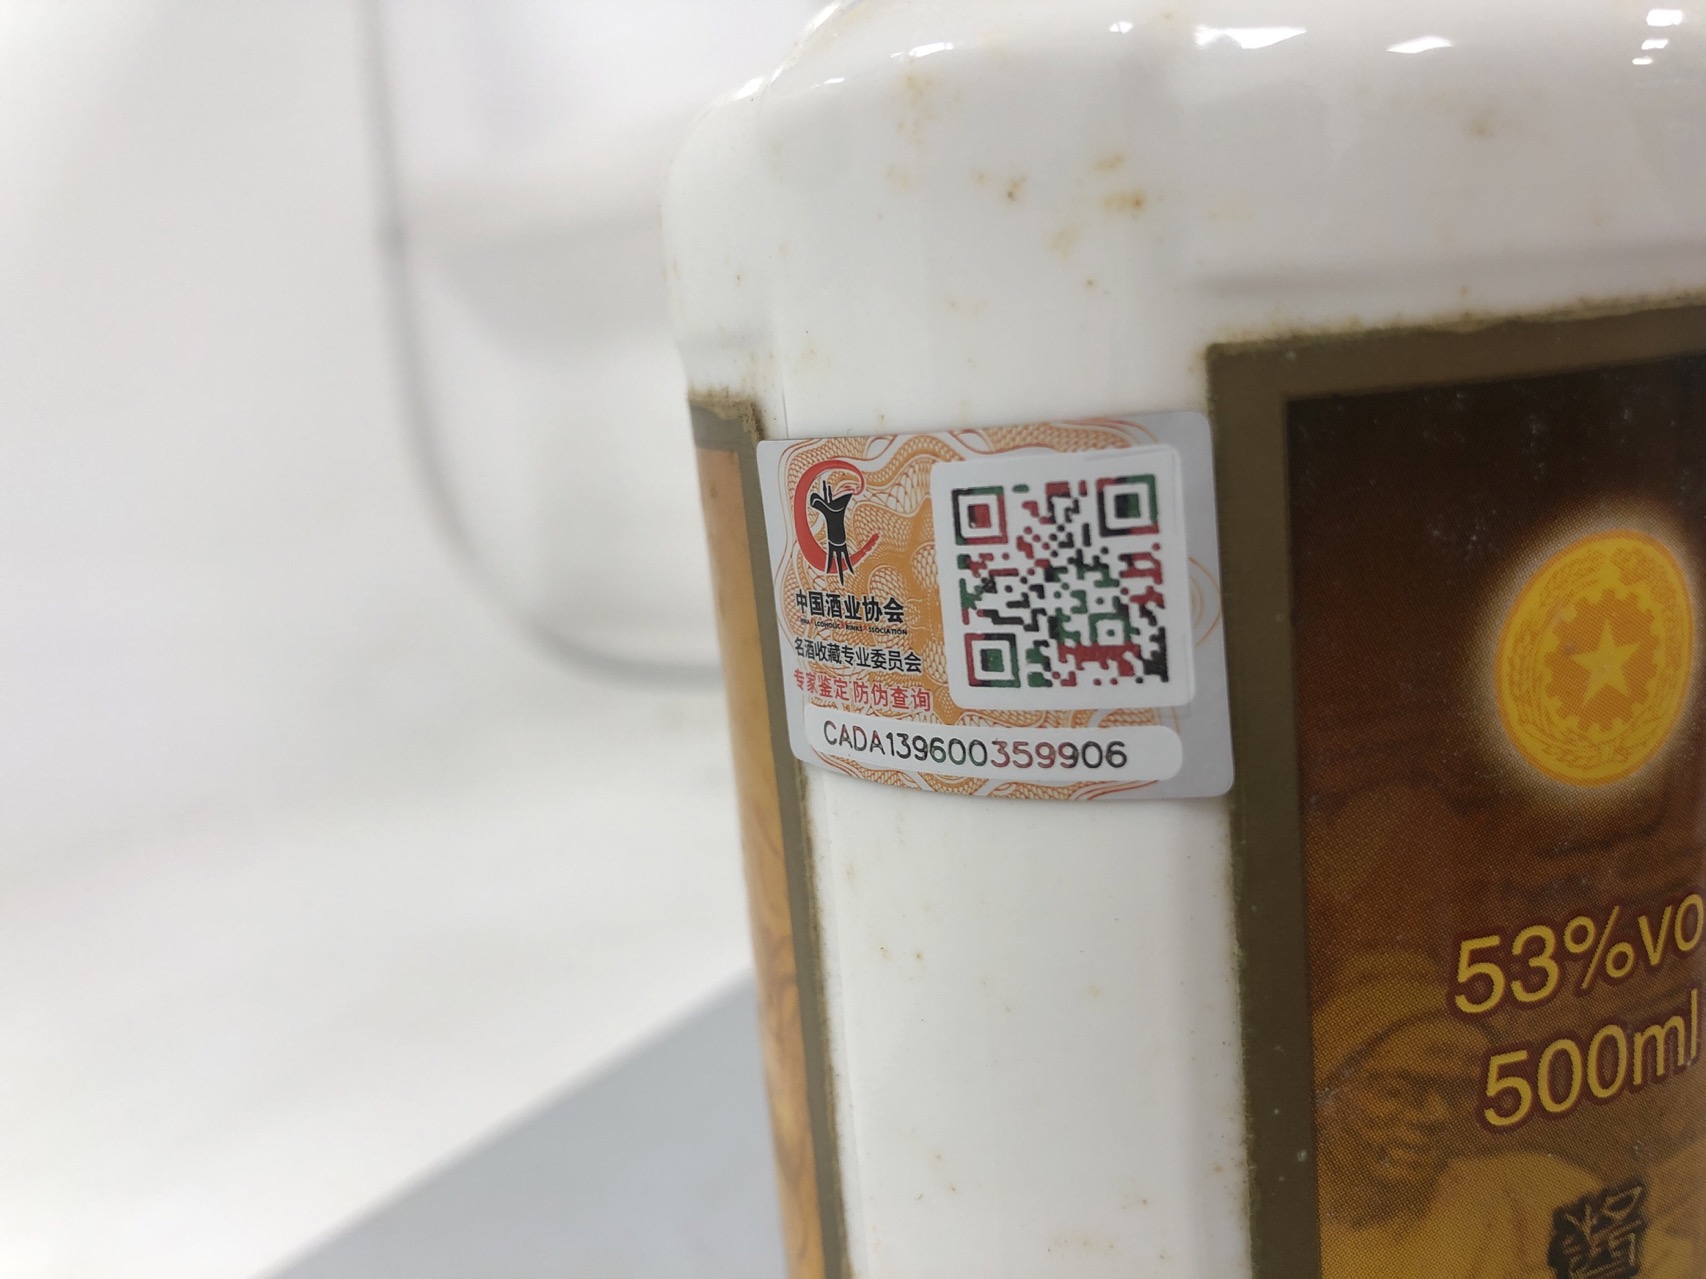 中国酒业协会
名酒收藏专业委员会
专家鉴定 防伪查询
CADA139600359906
53%vo
500ml
酱